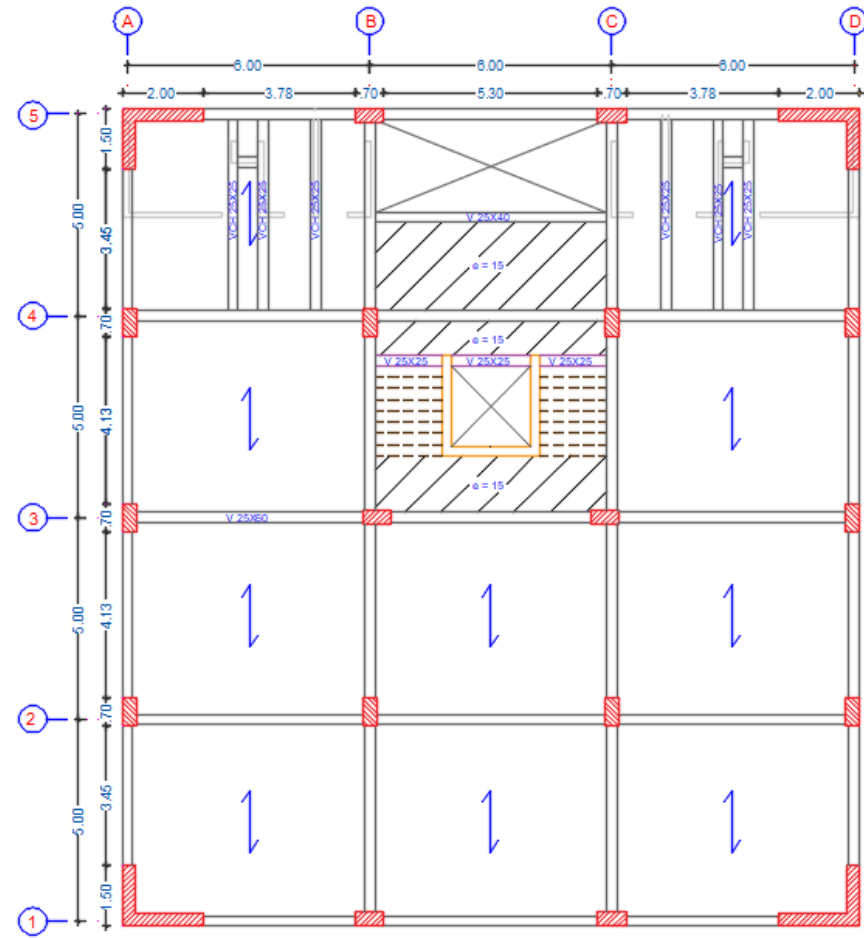 A B C D
6.00 6.00 6.00
2.00 3.78 .70 5.30 .70 3.78 2.00
5
1.50
VCH 25X25 VCH 25X25 VCH 25X25 VCH 25X25 VCH 25X25 VCH 25X25
V 25X40
5.00 3.45
e = 15
4
.70
e = 15
V 25X25 V 25X25 V 25X25
5.00 4.13
e = 15
3
.70
V 25X60
5.00 4.13
2
.70
5.00 3.45
1.50
1